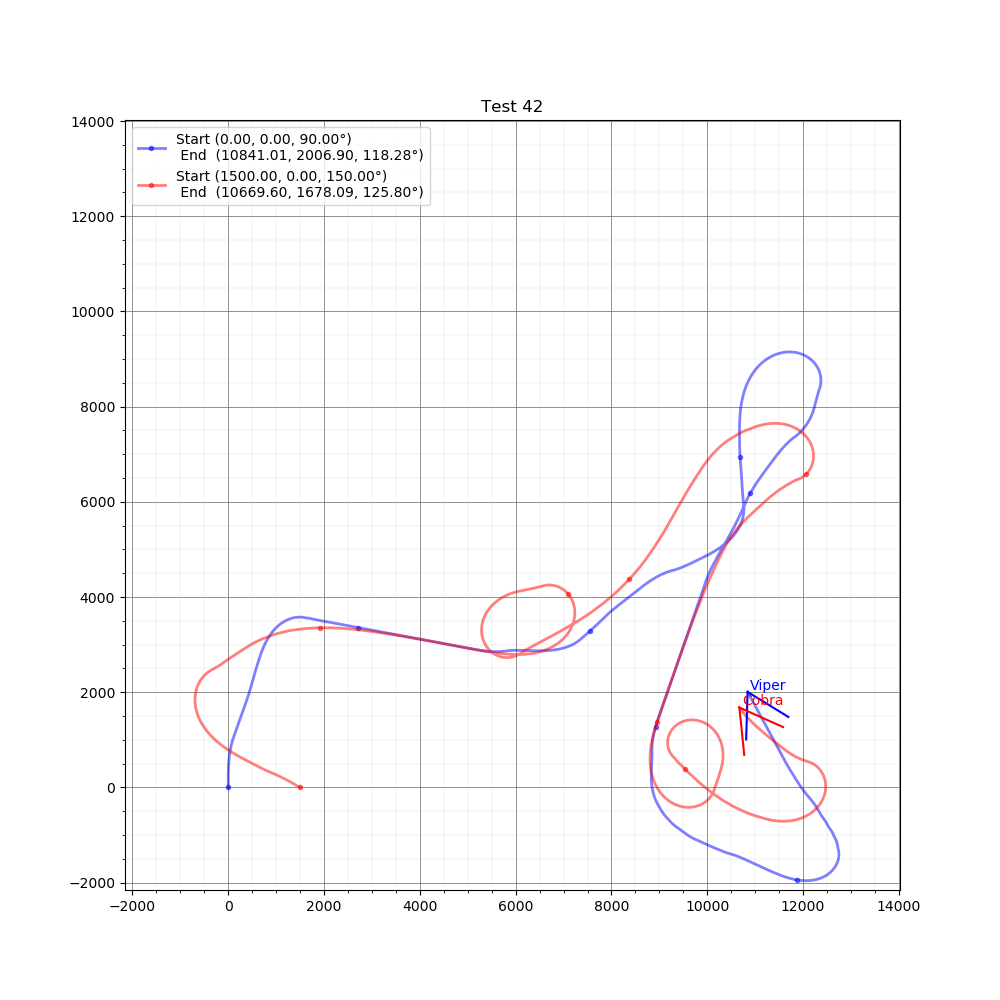 Test 42
Start (0.00, 0.00, 90.00°)
End  (10841.01, 2006.90, 118.28°)
Start (1500.00, 0.00, 150.00°)
End  (10669.60, 1678.09, 125.80°)
14000
12000
10000
8000
6000
4000
2000
0
−2000
Viper
Cobra
−2000 0 2000 4000 6000 8000 10000 12000 14000